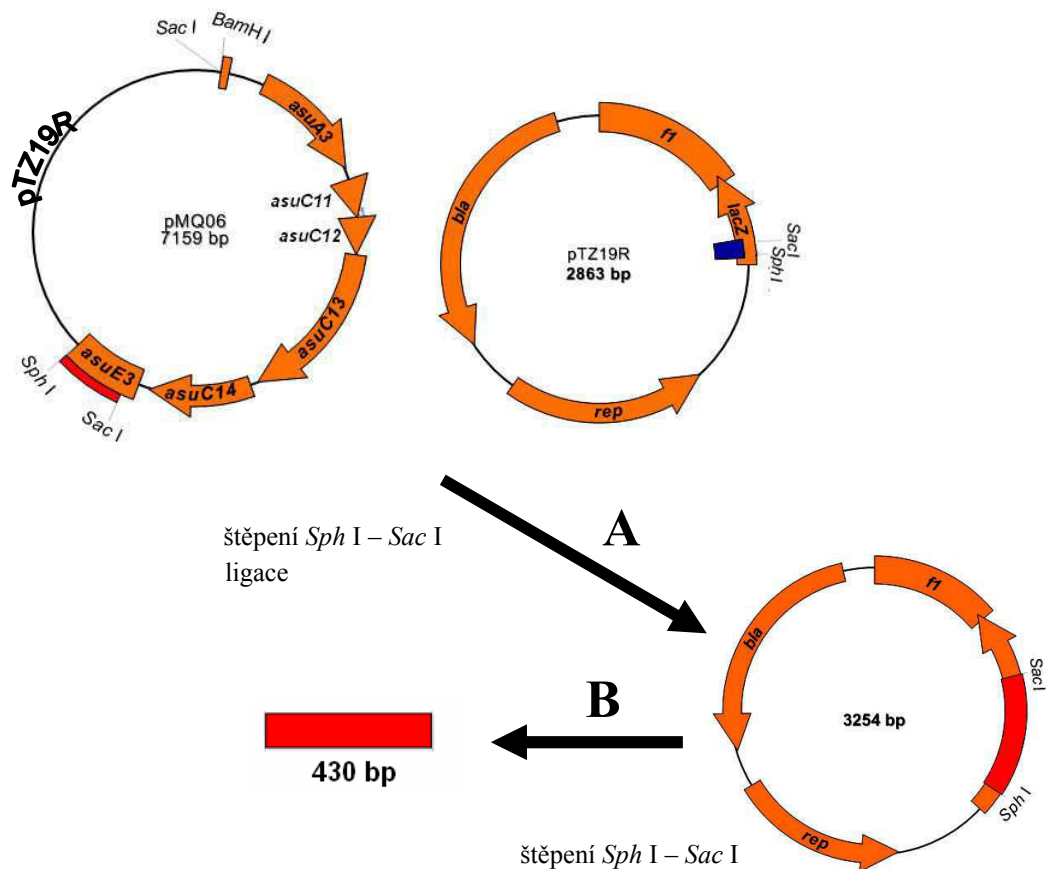 Sac I
BamH I
pTZ19R
asuA3
asuC11
asuC12
pMQ06
7159 bp
asuC13
asuC14
asuE3
Sph I
Sac I
f1
bla
lacZ
SacI
SphI
pTZ19R
2863 bp
rep
štěpení Sph I – Sac I
ligace
A
f1
bla
SacI
3254 bp
Sph I
rep
B
430 bp
štěpení Sph I – Sac I